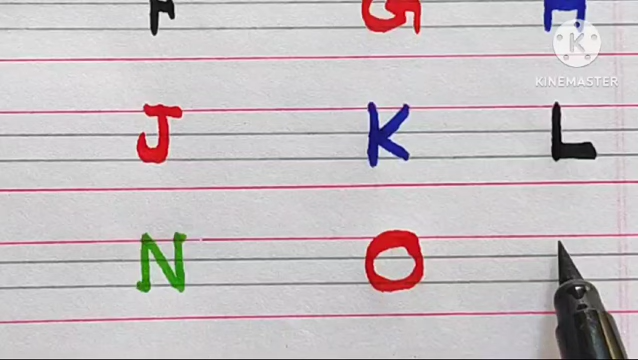 F G H
K
KINEMASTER
J K L
N O